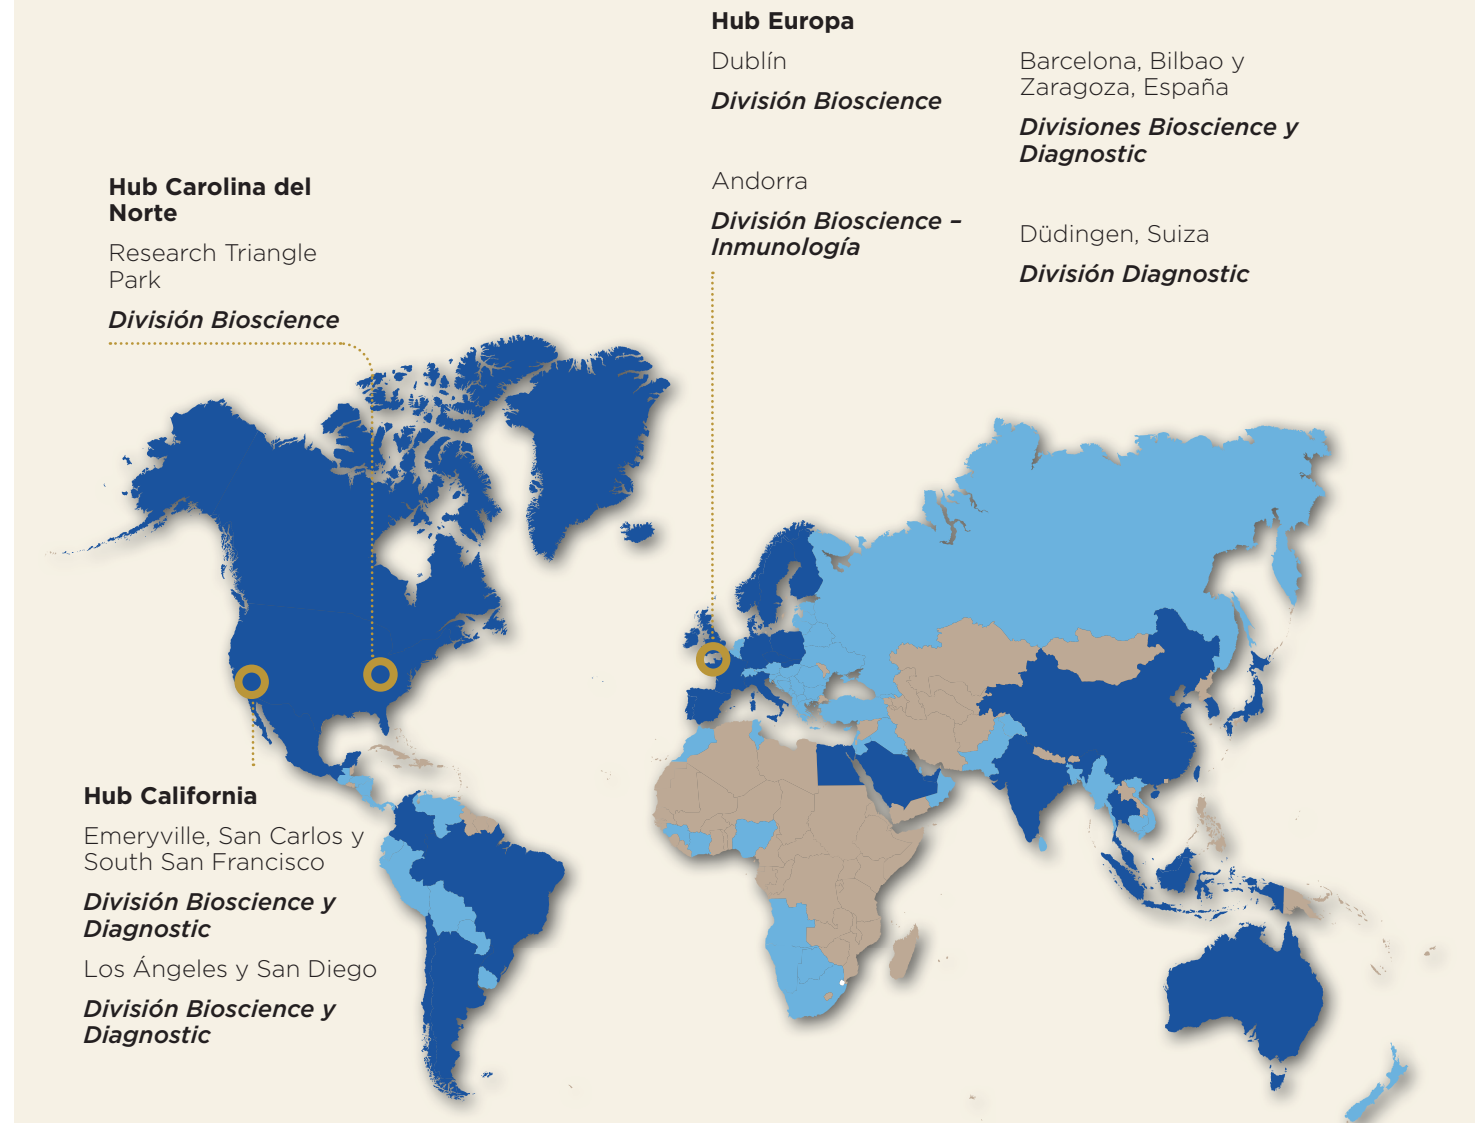 Hub Europa
Dublín
División Bioscience
Andorra
División Bioscience –
Inmunología
Barcelona, Bilbao y
Zaragoza, España
Divisiones Bioscience y
Diagnostic
Düdingen, Suiza
División Diagnostic
Hub Carolina del
Norte
Research Triangle
Park
División Bioscience
Hub California
Emeryville, San Carlos y
South San Francisco
División Bioscience y
Diagnostic
Los Ángeles y San Diego
División Bioscience y
Diagnostic